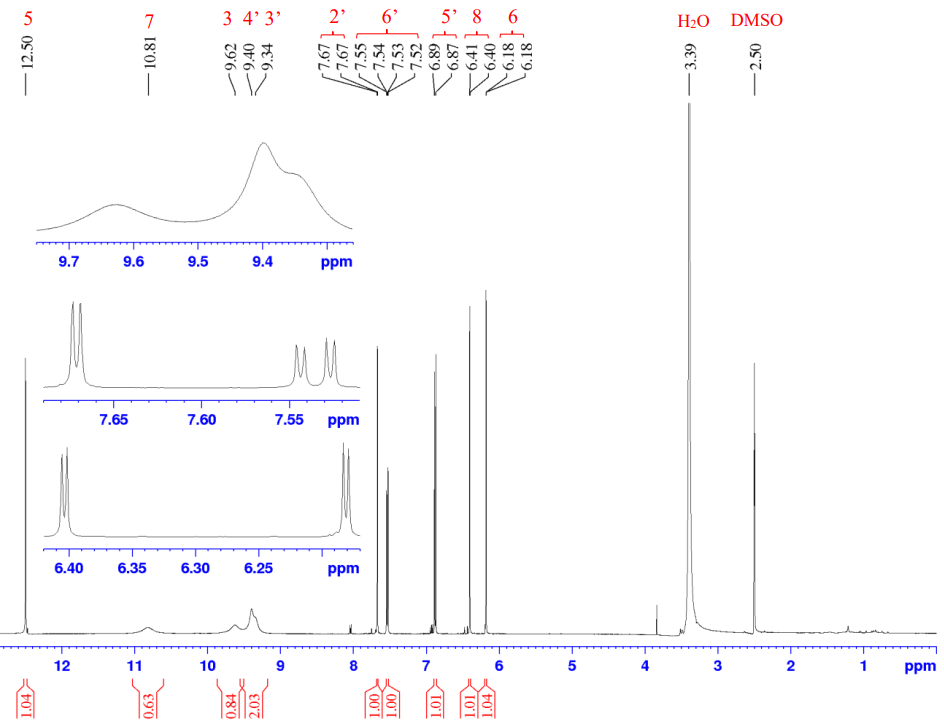 5 7 3 4’ 3’ 2’ 6’ 5’ 8 6 H2O DMSO
12.50 10.81 9.62 9.40 9.34 7.67 7.67 7.55 7.54 7.53 7.52 6.89 6.87 6.41 6.40 6.18 6.18 3.39 2.50
9.7 9.6 9.5 9.4 ppm
7.65 7.60 7.55 ppm
6.40 6.35 6.30 6.25 ppm
12 11 10 9 8 7 6 5 4 3 2 1 ppm
1.04 0.63 0.84 2.03 1.00 1.00 1.01 1.01 1.04